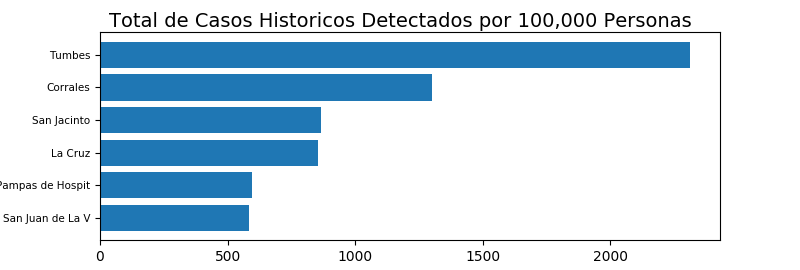 Total de Casos Historicos Detectados por 100,000 Personas
Tumbes
Corrales
San Jacinto
La Cruz
Pampas de Hospit
San Juan de La V
0 500 1000 1500 2000